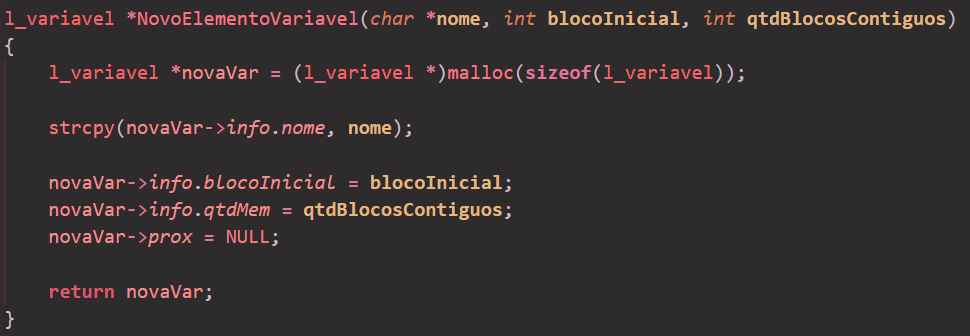 l_variavel *NovoElementoVariavel(char *nome, int blocoInicial, int qtdBlocosContiguos)
{
    l_variavel *novaVar = (l_variavel *)malloc(sizeof(l_variavel));
    strcpy(novaVar->info.nome, nome);
    novaVar->info.blocoInicial = blocoInicial;
    novaVar->info.qtdMem = qtdBlocosContiguos;
    novaVar->prox = NULL;
    return novaVar;
}